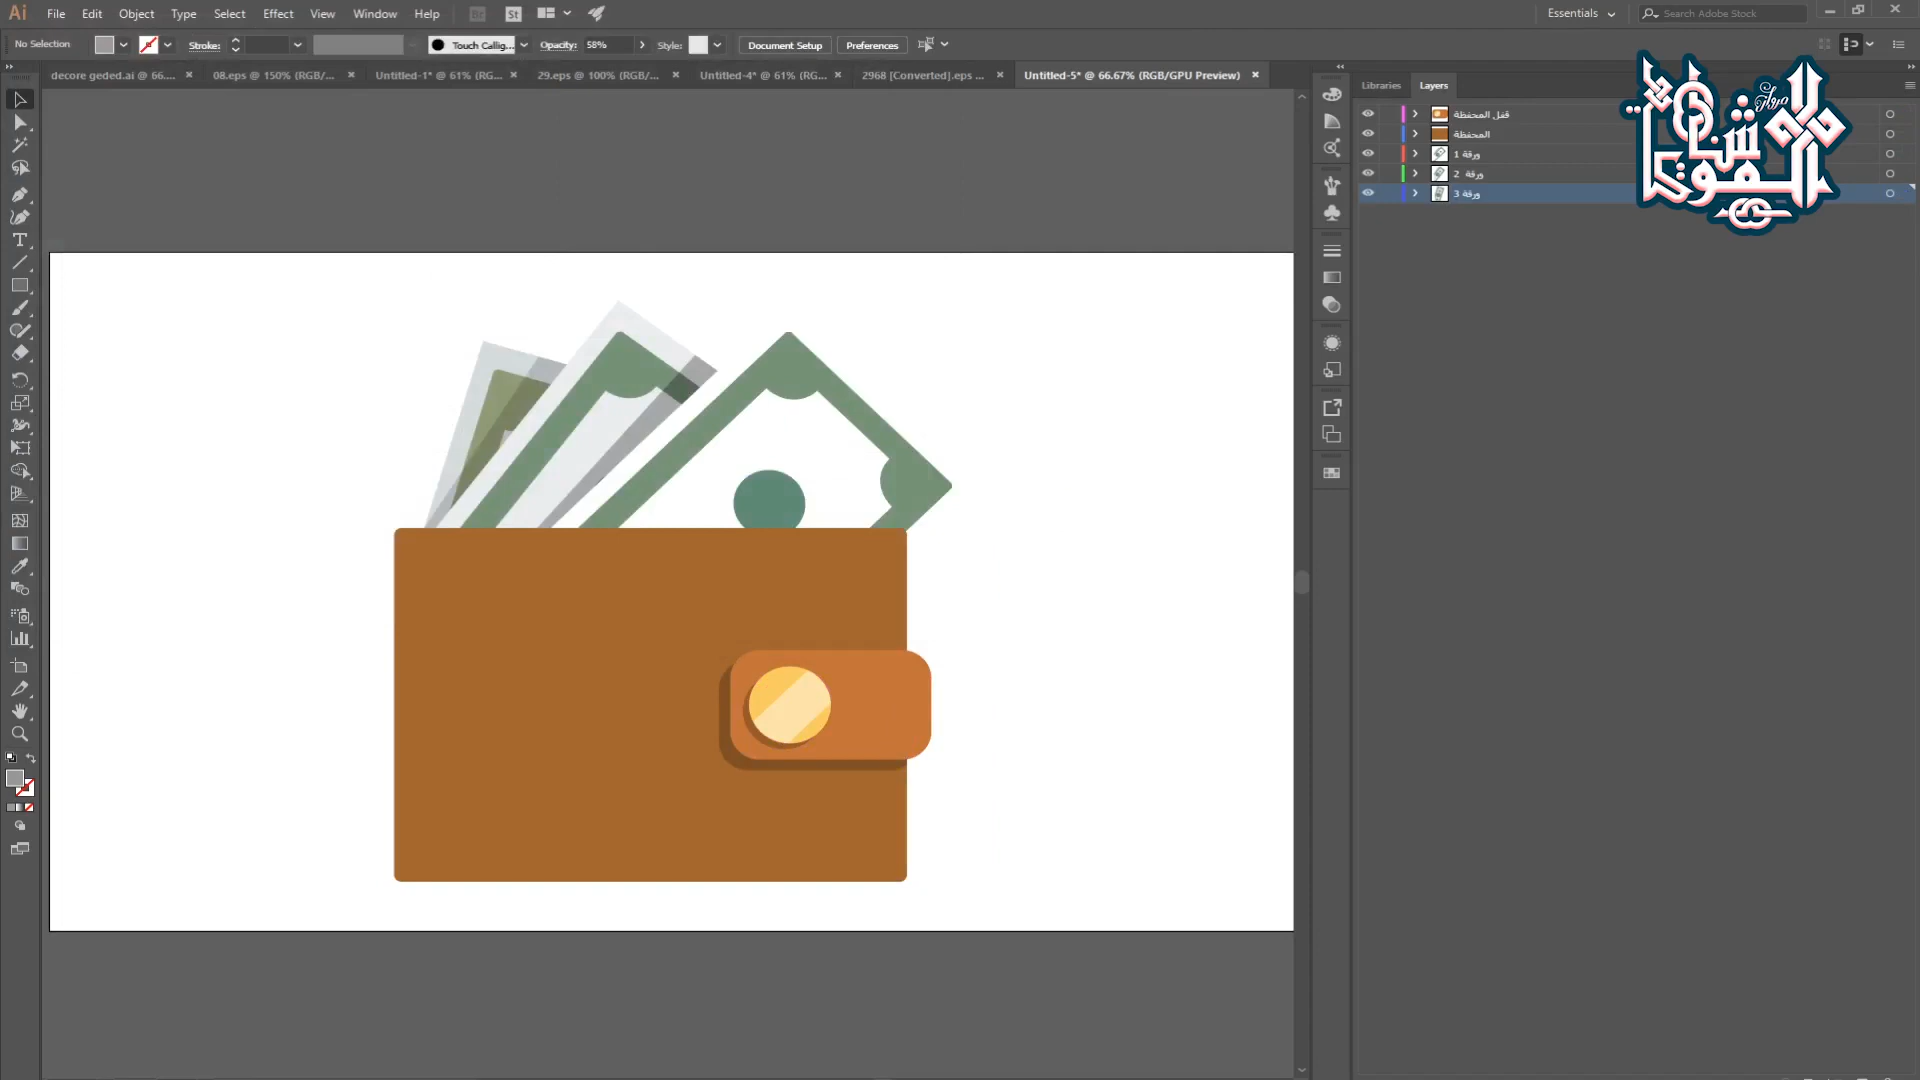 Ai File Edit Object Type Select Effect View Window Help Br St Essentials Search Adobe Stock
No Selection Stroke: Touch Callig... Opacity: 58% Style: Document Setup Preferences
decore geded.ai @ 66.... 08.eps @ 150% (RGB/... Untitled-1* @ 61% (RG... 29.eps @ 100% (RGB/... Untitled-4* @ 61% (RG... 2968 [Converted].eps ... Untitled-5* @ 66.67% (RGB/GPU Preview)
Libraries Layers
قفل المحفظة
المحفظة
ورقة 1
ورقة 2
ورقة 3